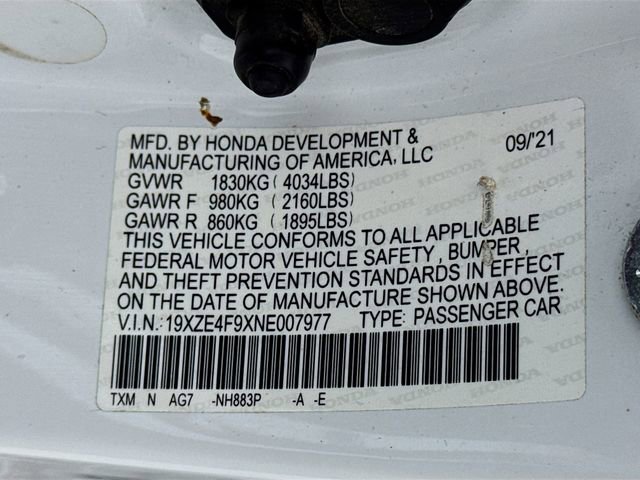 MFD. BY HONDA DEVELOPMENT & 09/'21
MANUFACTURING OF AMERICA, LLC
GVWR 1830KG ( 4034LBS)
GAWR F 980KG ( 2160LBS)
GAWR R 860KG ( 1895LBS)
THIS VEHICLE CONFORMS TO ALL APPLICABLE
FEDERAL MOTOR VEHICLE SAFETY, BUMPER,
AND THEFT PREVENTION STANDARDS IN EFFECT
ON THE DATE OF MANUFACTURE SHOWN ABOVE.
V.I.N.: 19XZE4F9XNE007977 TYPE: PASSENGER CAR
TXM N AG7 -NH883P -A -E